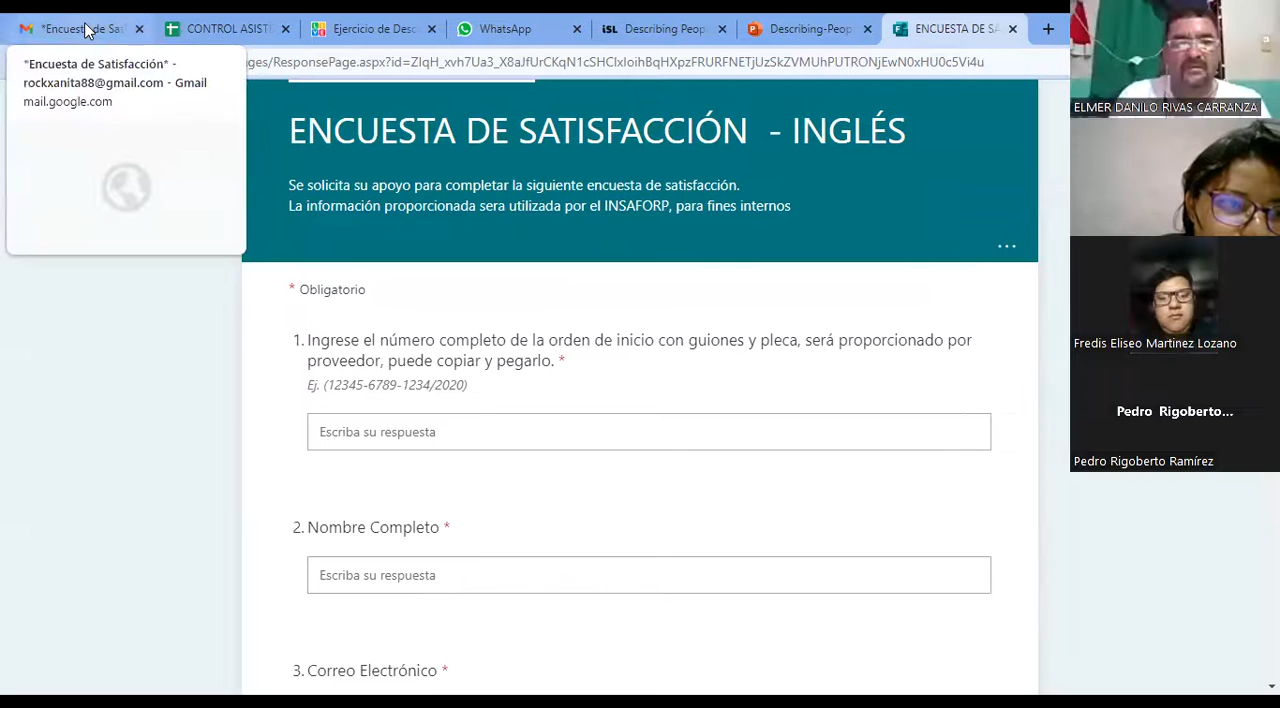 *Encuesta de Sa
CONTROL ASIST
Ejercicio de Desc
WhatsApp
iSL
Describing Peop
Describing-Peop
ENCUESTA DE SA
"Encuesta de Satisfacción" -
rockxanita88@gmail.com - Gmail
mail.google.com
ges/ResponsePage.aspx?id=ZIqH_xvh7Ua3_X8aJfUrCKqN1cSHCIxIoihBqHXpzFRURFNETjUzSkZVMUhPUTRONjEwN0xHU0c5Vi4u
ENCUESTA DE SATISFACCIÓN - INGLÉS
Se solicita su apoyo para completar la siguiente encuesta de satisfacción.
La información proporcionada sera utilizada por el INSAFORP, para fines internos
...
* Obligatorio
1. Ingrese el número completo de la orden de inicio con guiones y pleca, será proporcionado por
proveedor, puede copiar y pegarlo. *
Ej. (12345-6789-1234/2020)
Escriba su respuesta
2. Nombre Completo *
Escriba su respuesta
3. Correo Electrónico *
ELMER DANILO RIVAS CARRANZA
Fredis Eliseo Martinez Lozano
Pedro Rigoberto...
Pedro Rigoberto Ramírez